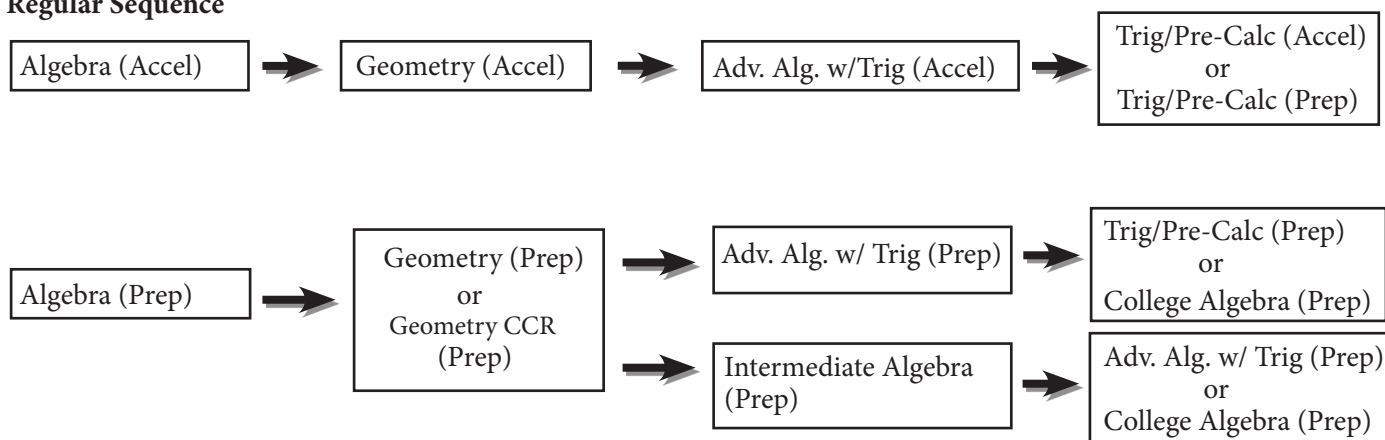 Regular Sequence
Algebra (Accel)
Geometry (Accel)
Adv. Alg. w/Trig (Accel)
Trig/Pre-Calc (Accel)
or
Trig/Pre-Calc (Prep)
Algebra (Prep)
Geometry (Prep)
or
Geometry CCR
(Prep)
Adv. Alg. w/ Trig (Prep)
Trig/Pre-Calc (Prep)
or
College Algebra (Prep)
Intermediate Algebra
(Prep)
Adv. Alg. w/ Trig (Prep)
or
College Algebra (Prep)